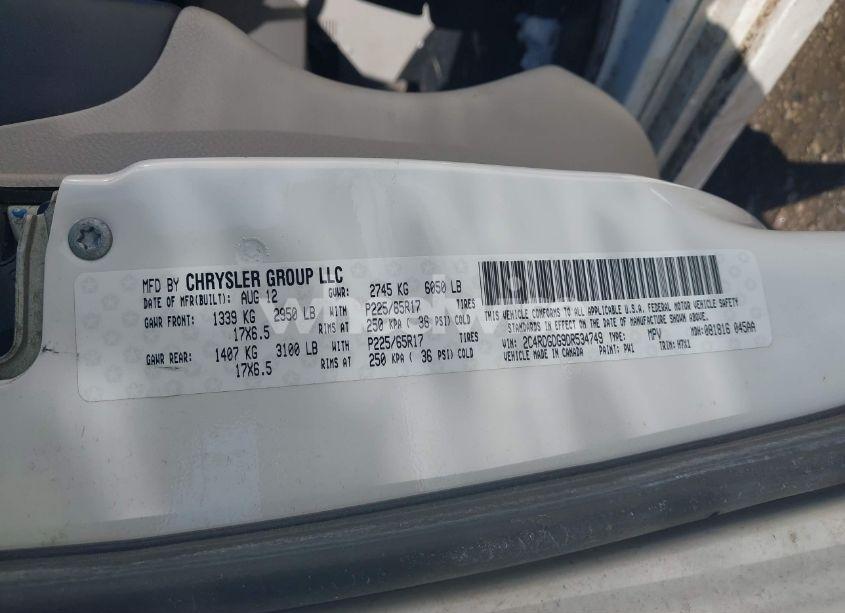 MFD BY CHRYSLER GROUP LLC
DATE OF MFR(BUILT): AUG 12 GVWR: 2745 KG 6050 LB
GAWR FRONT: 1339 KG 2950 LB WITH P225/65R17 TIRES
17X6.5 RIMS AT 250 KPA ( 36 PSI) COLD
GAWR REAR: 1407 KG 3100 LB WITH P225/65R17 TIRES
17X6.5 RIMS AT 250 KPA ( 36 PSI) COLD
THIS VEHICLE CONFORMS TO ALL APPLICABLE U.S.A. FEDERAL MOTOR VEHICLE SAFETY
STANDARDS IN EFFECT ON THE DATE OF MANUFACTURE SHOWN ABOVE.
VIN: 2C4RDGDG9DR534749 TYPE: MPV MDH: 081816 045AA
VEHICLE MADE IN CANADA PAINT: PW1 TRIM: